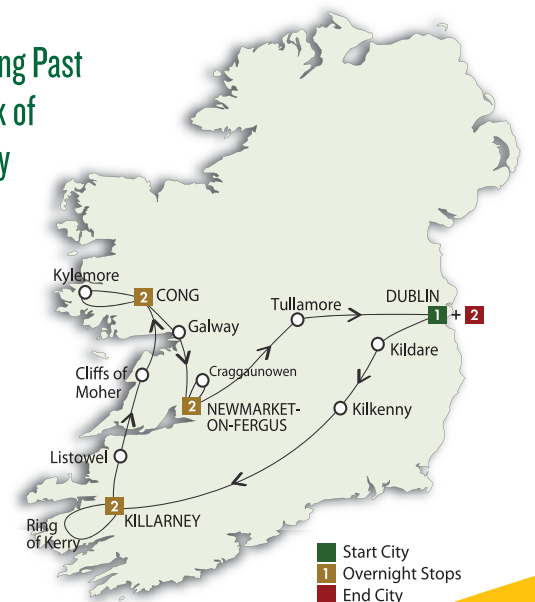 ng Past
k of
y
Kylemore
2 CONG
Galway
Tullamore
DUBLIN
1 + 2
Kildare
Cliffs of
Moher
Craggaunowen
2 NEWMARKET-
ON-FERGUS
Kilkenny
Listowel
2 KILLARNEY
Ring
of Kerry
Start City
1 Overnight Stops
End City